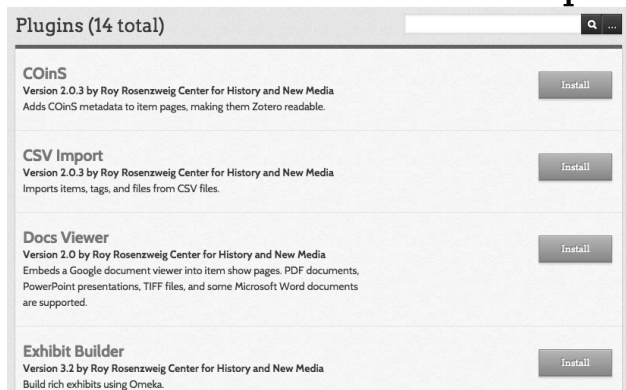 Plugins (14 total)
...
COinS
Version 2.0.3 by Roy Rosenzweig Center for History and New Media
Adds COinS metadata to item pages, making them Zotero readable.
Install
CSV Import
Version 2.0.3 by Roy Rosenzweig Center for History and New Media
Imports items, tags, and files from CSV files.
Install
Docs Viewer
Version 2.0 by Roy Rosenzweig Center for History and New Media
Embeds a Google document viewer into item show pages. PDF documents,
PowerPoint presentations, TIFF files, and some Microsoft Word documents
are supported.
Install
Exhibit Builder
Version 3.2 by Roy Rosenzweig Center for History and New Media
Build rich exhibits using Omeka.
Install